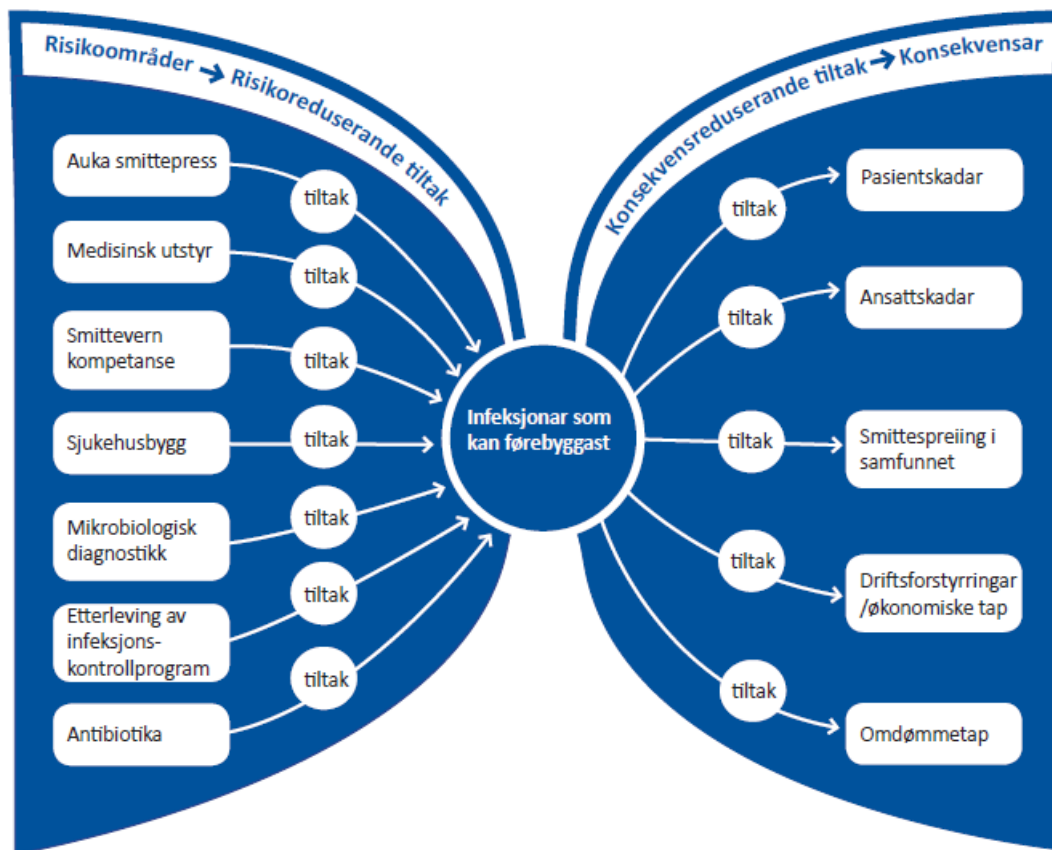 Risikoområder → Risikoreduserande tiltak
Konsekvensreduserande tiltak → Konsekvensar
Auka smittepress
tiltak
Medisinsk utstyr
tiltak
Smittevern
kompetanse
tiltak
Sjukehusbygg
tiltak
Mikrobiologisk
diagnostikk
tiltak
Etterleving av
infeksjons-
kontrollprogram
tiltak
Antibiotika
tiltak
Infeksjonar som
kan førebyggast
tiltak
Pasientskadar
tiltak
Ansattskadar
tiltak
Smittespreiing i
samfunnet
tiltak
Driftsforstyrringar
/økonomiske tap
tiltak
Omdømmetap